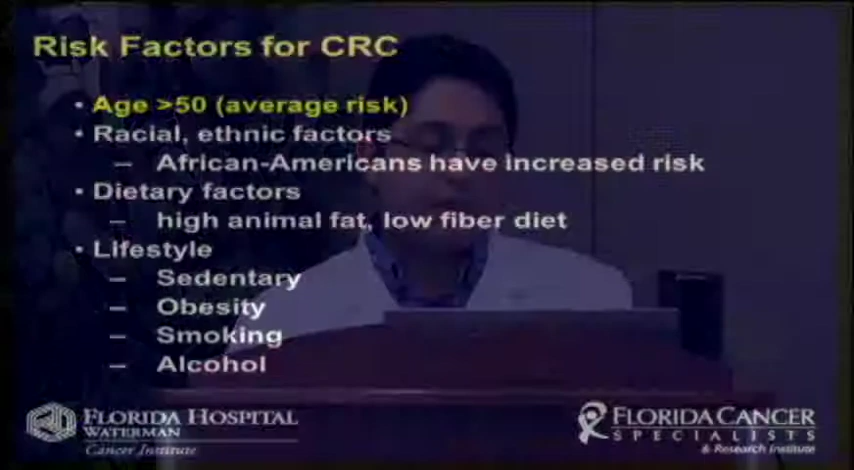 Risk Factors for CRC
• Age >50 (average risk)
• Racial, ethnic factors
– African-Americans have increased risk
• Dietary factors
– high animal fat, low fiber diet
• Lifestyle
– Sedentary
– Obesity
– Smoking
– Alcohol
FLORIDA HOSPITAL
WATERMAN
Cancer Institute
FLORIDA CANCER
SPECIALISTS
& Research Institute